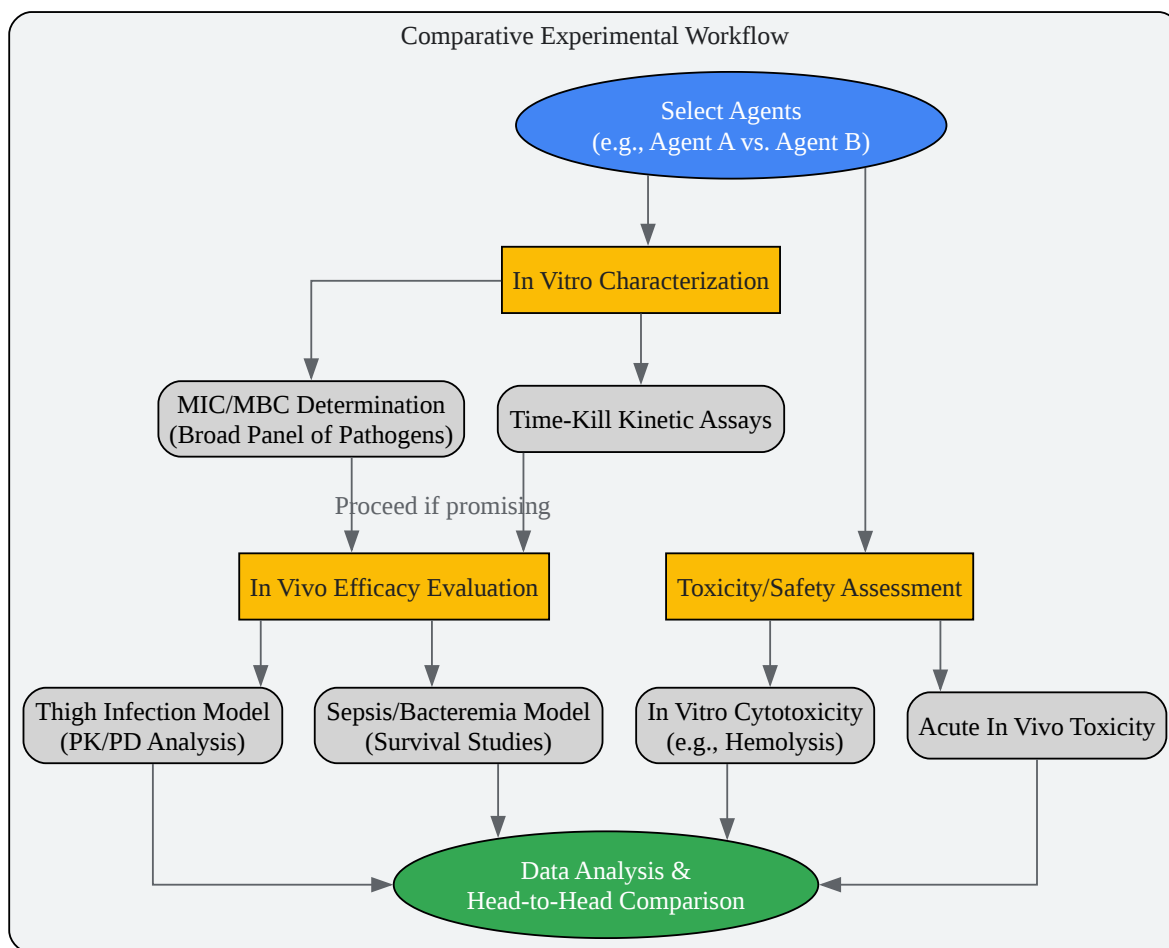 Comparative Experimental Workflow
Select Agents
(e.g., Agent A vs. Agent B)
In Vitro Characterization
MIC/MBC Determination
(Broad Panel of Pathogens)
Time-Kill Kinetic Assays
Proceed if promising
In Vivo Efficacy Evaluation
Toxicity/Safety Assessment
Thigh Infection Model
(PK/PD Analysis)
Sepsis/Bacteremia Model
(Survival Studies)
In Vitro Cytotoxicity
(e.g., Hemolysis)
Acute In Vivo Toxicity
Data Analysis &
Head-to-Head Comparison